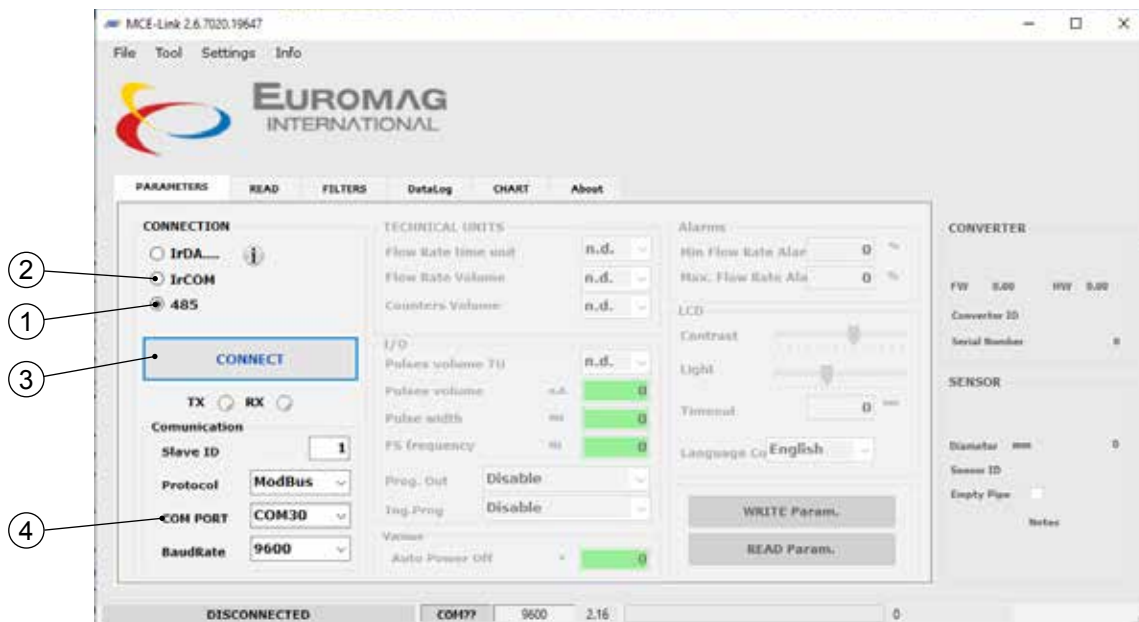 MCE-Link 2.6.7020.19647
File Tool Settings Info
EUROMAG
INTERNATIONAL
PARAMETERS READ FILTERS DataLog CHART About
CONNECTION
IrDA....
2
IrCOM
1
485
3
CONNECT
TX RX
Comunication
Slave ID 1
Protocol ModBus
4
COM PORT COM30
BaudRate 9600
TECHNICAL UNITS
Flow Rate time unit n.d.
Flow Rate Volume n.d.
Counters Volume n.d.
I/O
Pulses volume TU n.d.
Pulses volume n.d. 0
Pulse width ms 0
FS frequency Hz 0
Prog. Out Disable
Ing.Prog Disable
Various
Auto Power Off 0
Alarms
Min Flow Rate Alar 0 %
Max. Flow Rate Ala 0 %
LCD
Contrast
Light
Timeout 0
Language Co English
WRITE Param.
READ Param.
CONVERTER
FW 0.00 HW 0.00
Converter ID
Serial Number 0
SENSOR
Diameter mm 0
Sensor ID
Empty Pipe
Notes
DISCONNECTED COM?? 9600 2.16 0